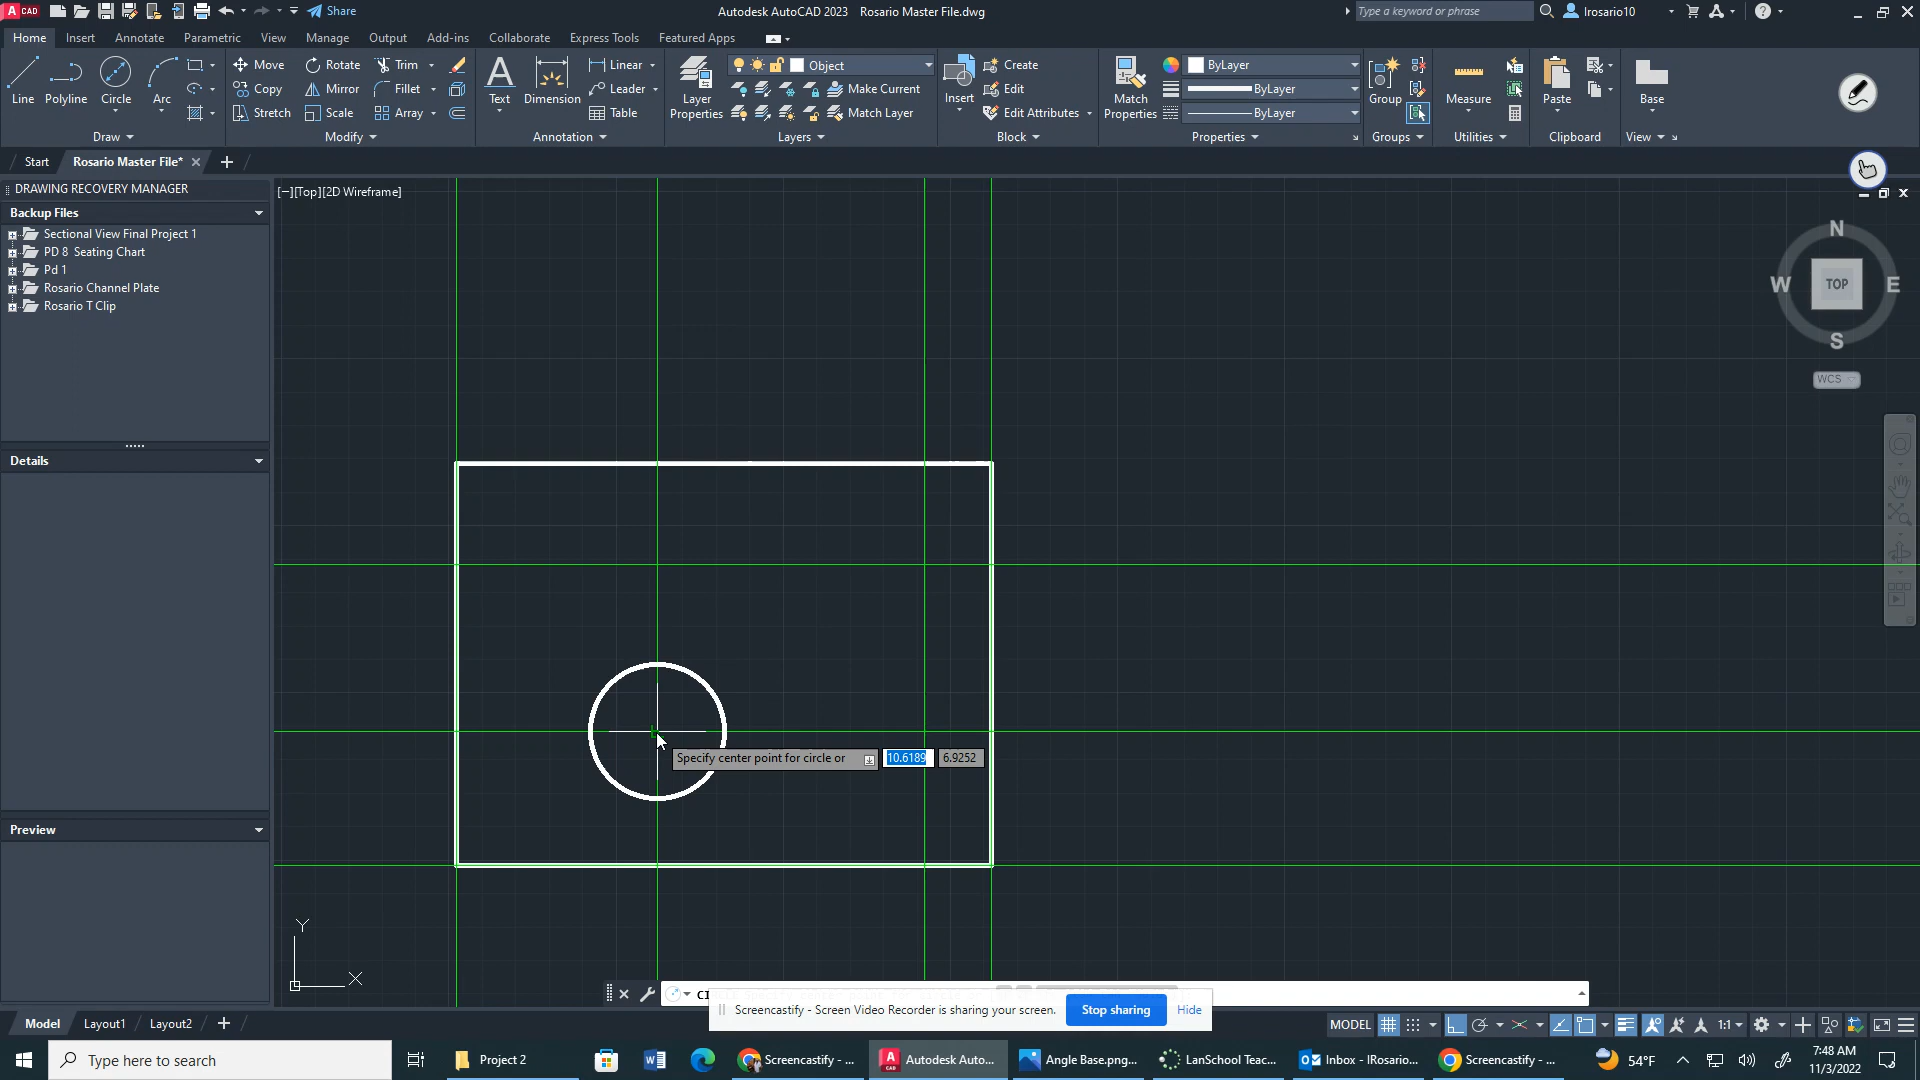 A CAD Share Autodesk AutoCAD 2023 Rosario Master File.dwg Type a keyword or phrase lrosario10
Home Insert Annotate Parametric View Manage Output Add-ins Collaborate Express Tools Featured Apps
Line Polyline Circle Arc
Move Rotate Trim
Copy Mirror Fillet
Stretch Scale Array
Text Dimension
Linear
Leader
Table
Layer Properties
Object
Make Current
Match Layer
Insert
Create
Edit
Edit Attributes
Match Properties
ByLayer
ByLayer
ByLayer
Group Measure Paste Base
Draw Modify Annotation Layers Block Properties Groups Utilities Clipboard View
Start Rosario Master File*
DRAWING RECOVERY MANAGER
Backup Files
Sectional View Final Project 1
PD 8 Seating Chart
Pd 1
Rosario Channel Plate
Rosario T Clip
Details
Preview
[−][Top][2D Wireframe]
N
W TOP E
S
WCS
Specify center point for circle or 10.6189 6.9252
Y
X
Screencastify - Screen Video Recorder is sharing your screen. Stop sharing Hide
Model Layout1 Layout2 MODEL 1:1
Type here to search Project 2 Screencastify - ... Autodesk Auto... Angle Base.png... LanSchool Teac... Inbox - lRosario... Screencastify - ... 54°F
7:48 AM
11/3/2022